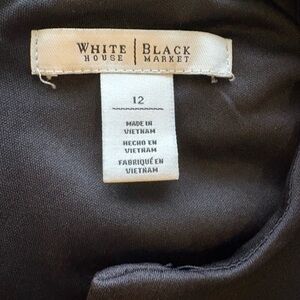 WHITE | BLACK
HOUSE | MARKET
12
MADE IN
VIETNAM
HECHO EN
VIETNAM
FABRIQUÉ EN
VIETNAM